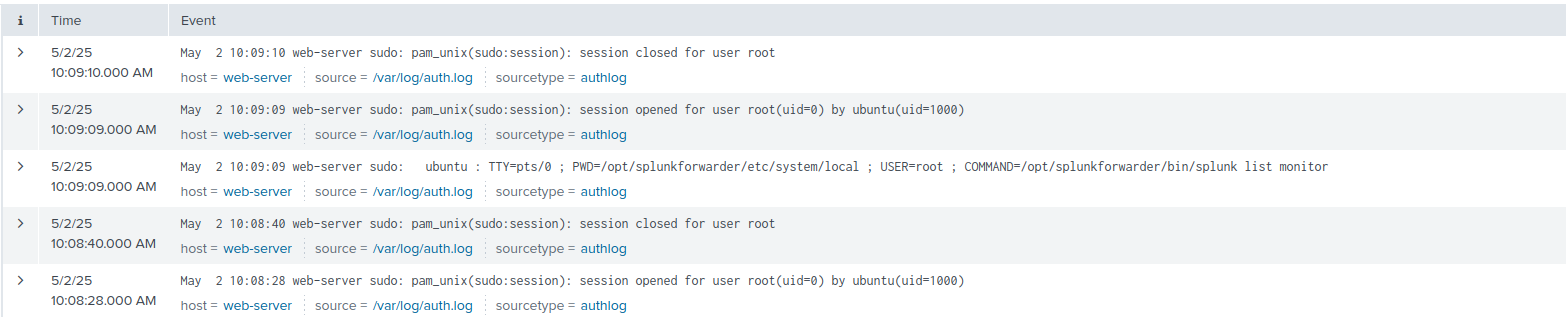 i Time Event
5/2/25 May  2 10:09:10 web-server sudo: pam_unix(sudo:session): session closed for user root
10:09:10.000 AM host = web-server source = /var/log/auth.log sourcetype = authlog
5/2/25 May  2 10:09:09 web-server sudo: pam_unix(sudo:session): session opened for user root(uid=0) by ubuntu(uid=1000)
10:09:09.000 AM host = web-server source = /var/log/auth.log sourcetype = authlog
5/2/25 May  2 10:09:09 web-server sudo:   ubuntu : TTY=pts/0 ; PWD=/opt/splunkforwarder/etc/system/local ; USER=root ; COMMAND=/opt/splunkforwarder/bin/splunk list monitor
10:09:09.000 AM host = web-server source = /var/log/auth.log sourcetype = authlog
5/2/25 May  2 10:08:40 web-server sudo: pam_unix(sudo:session): session closed for user root
10:08:40.000 AM host = web-server source = /var/log/auth.log sourcetype = authlog
5/2/25 May  2 10:08:28 web-server sudo: pam_unix(sudo:session): session opened for user root(uid=0) by ubuntu(uid=1000)
10:08:28.000 AM host = web-server source = /var/log/auth.log sourcetype = authlog